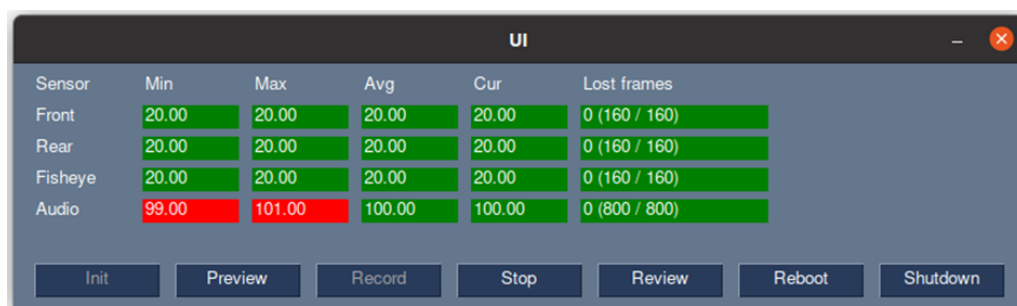 UI
Sensor Min Max Avg Cur Lost frames
Front 20.00 20.00 20.00 20.00 0 (160 / 160)
Rear 20.00 20.00 20.00 20.00 0 (160 / 160)
Fisheye 20.00 20.00 20.00 20.00 0 (160 / 160)
Audio 99.00 101.00 100.00 100.00 0 (800 / 800)
Init Preview Record Stop Review Reboot Shutdown